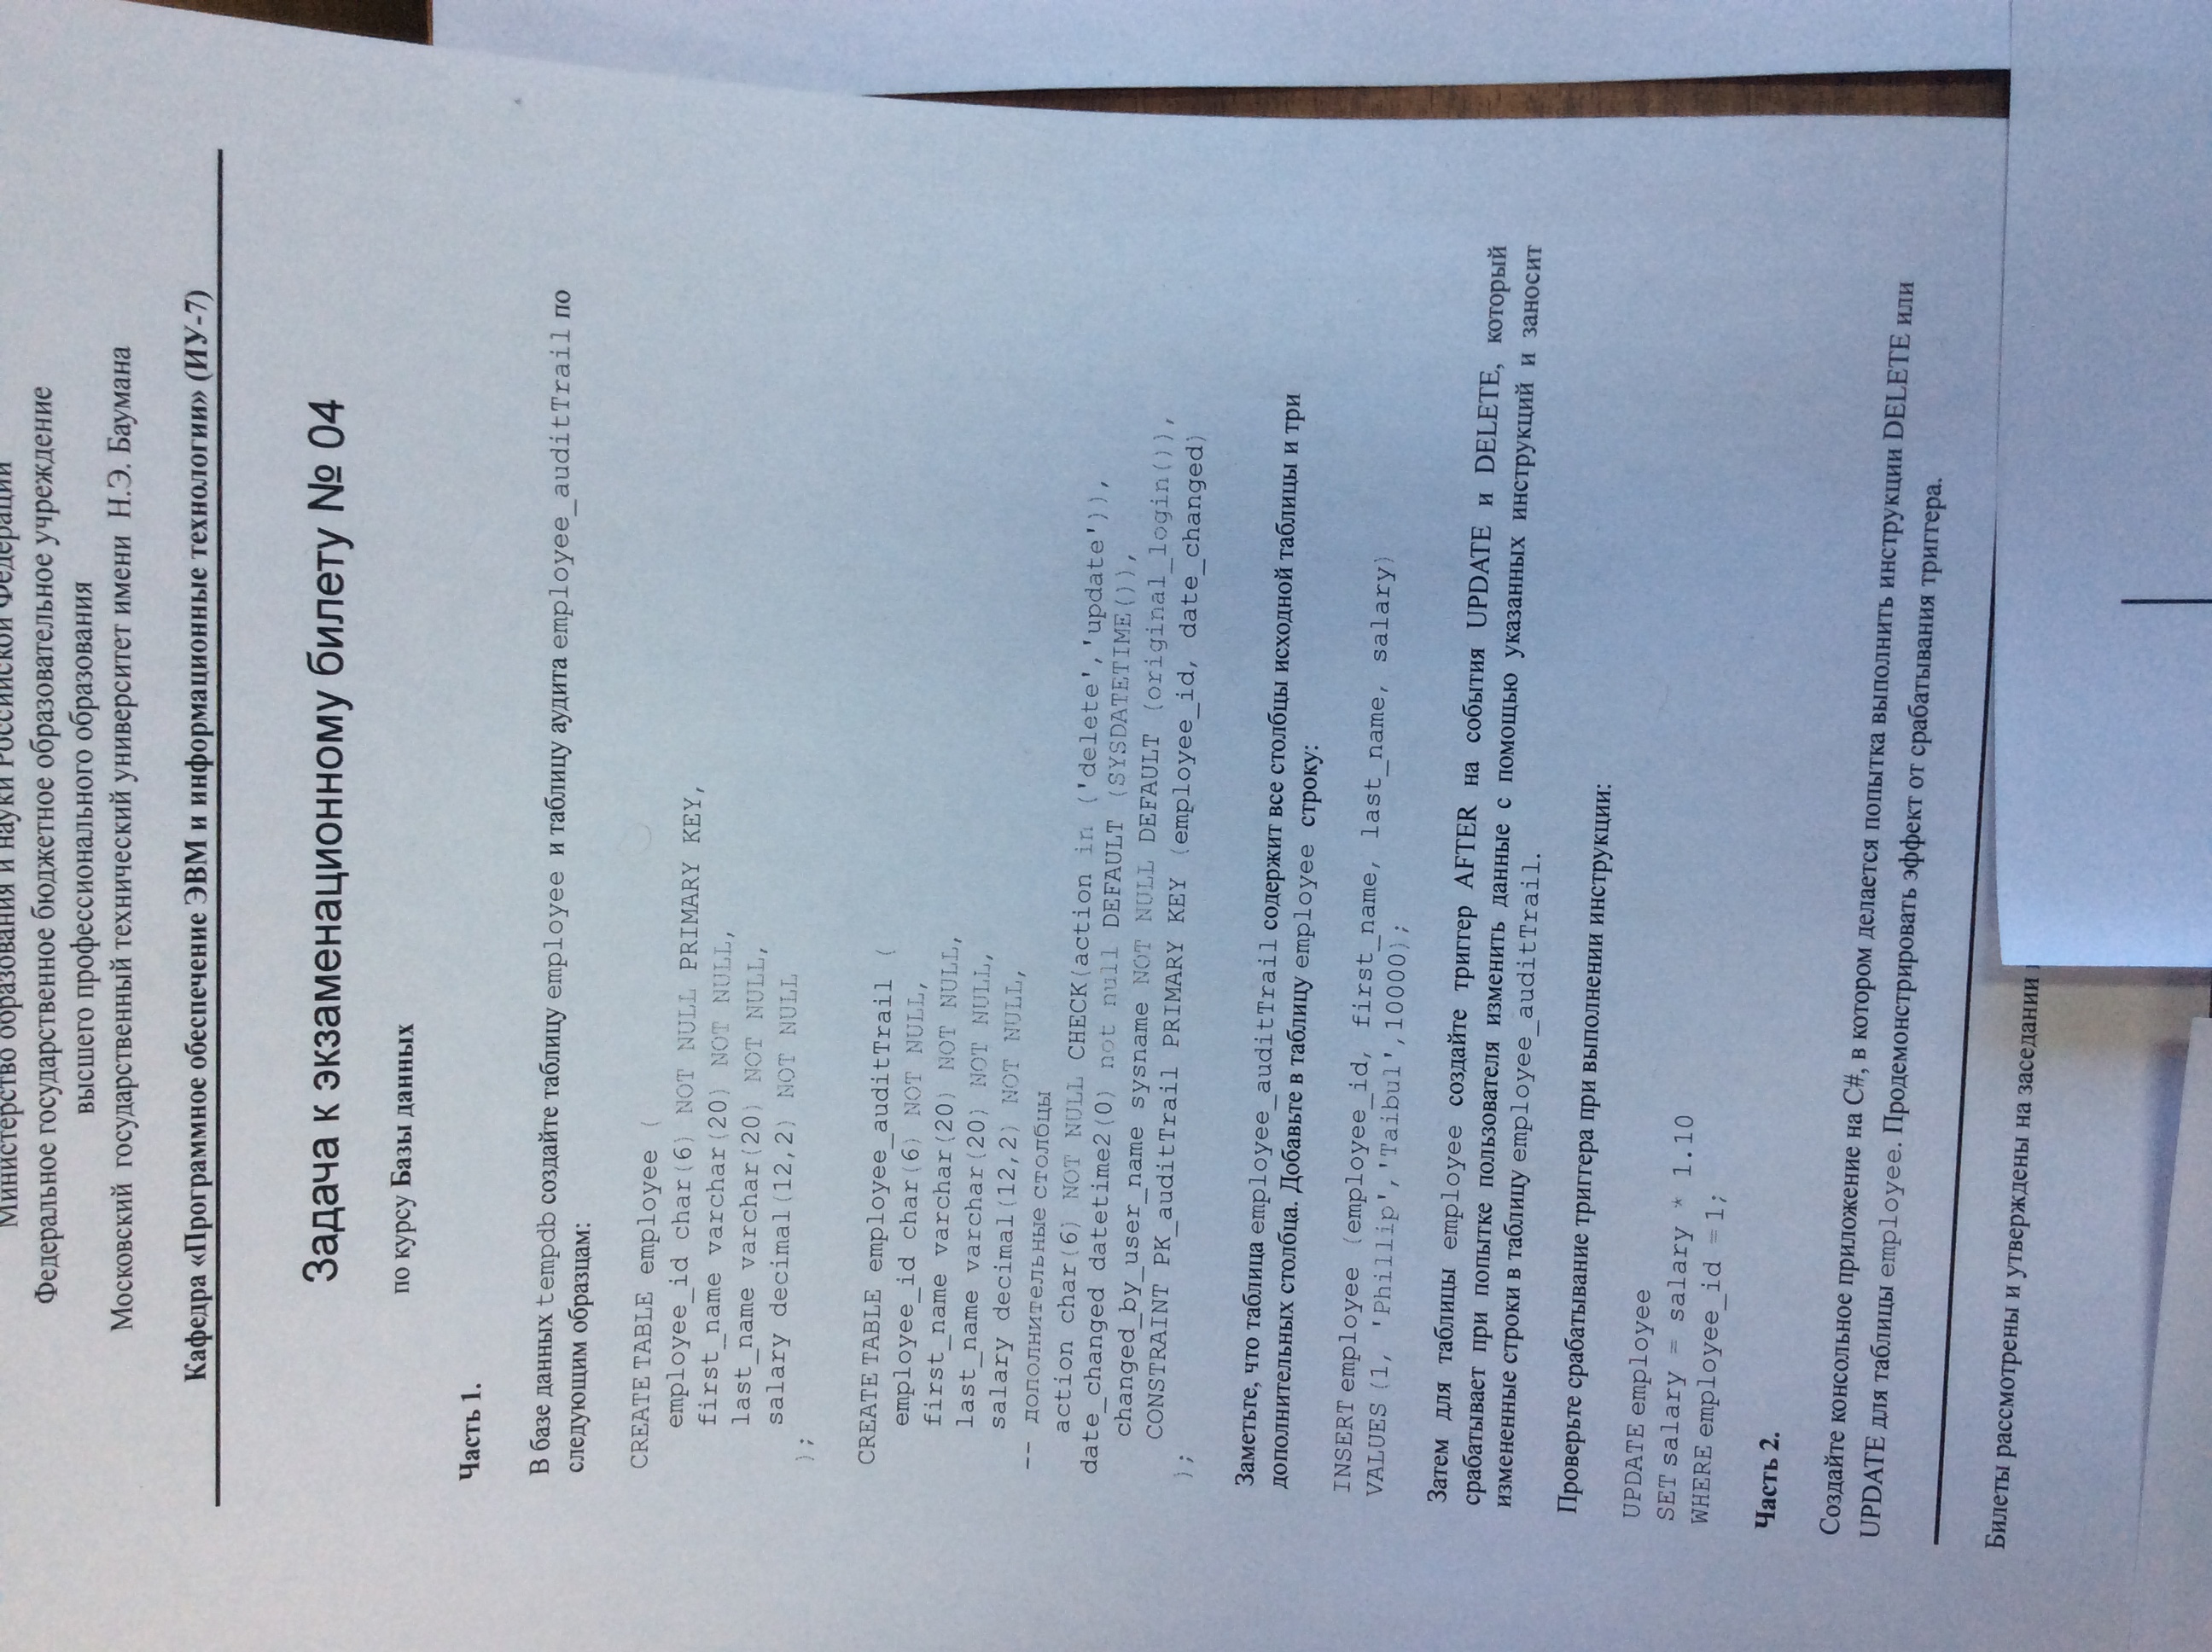 Министерство образования и науки Российской Федерации
Федеральное государственное бюджетное образовательное учреждение
высшего профессионального образования
Московский государственный технический университет имени Н.Э. Баумана
Кафедра «Программное обеспечение ЭВМ и информационные технологии» (ИУ-7)
Задача к экзаменационному билету № 04
по курсу Базы данных
Часть 1.
В базе данных tempdb создайте таблицу employee и таблицу аудита employee_auditTrail по
следующим образцам:
CREATE TABLE employee (
employee_id char(6) NOT NULL PRIMARY KEY,
first_name varchar(20) NOT NULL,
last_name varchar(20) NOT NULL,
salary decimal(12,2) NOT NULL
);
CREATE TABLE employee_auditTrail (
employee_id char(6) NOT NULL,
first_name varchar(20) NOT NULL,
last_name varchar(20) NOT NULL,
salary decimal(12,2) NOT NULL,
-- дополнительные столбцы
action char(6) NOT NULL CHECK(action in ('delete','update')),
date_changed datetime2(0) not null DEFAULT (SYSDATETIME()),
changed_by_user_name sysname NOT NULL DEFAULT (original_login()),
CONSTRAINT PK_auditTrail PRIMARY KEY (employee_id, date_changed)
);
Заметьте, что таблица employee_auditTrail содержит все столбцы исходной таблицы и три
дополнительных столбца. Добавьте в таблицу employee строку:
INSERT employee (employee_id, first_name, last_name, salary)
VALUES (1, 'Phillip','Taibul',10000);
Затем для таблицы employee создайте триггер AFTER на события UPDATE и DELETE, который
срабатывает при попытке пользователя изменить данные с помощью указанных инструкций и заносит
измененные строки в таблицу employee_auditTrail.
Проверьте срабатывание триггера при выполнении инструкции:
UPDATE employee
SET salary = salary * 1.10
WHERE employee_id = 1;
Часть 2.
Создайте консольное приложение на C#, в котором делается попытка выполнить инструкции DELETE или
UPDATE для таблицы employee. Продемонстрировать эффект от срабатывания триггера.
Билеты рассмотрены и утверждены на заседании